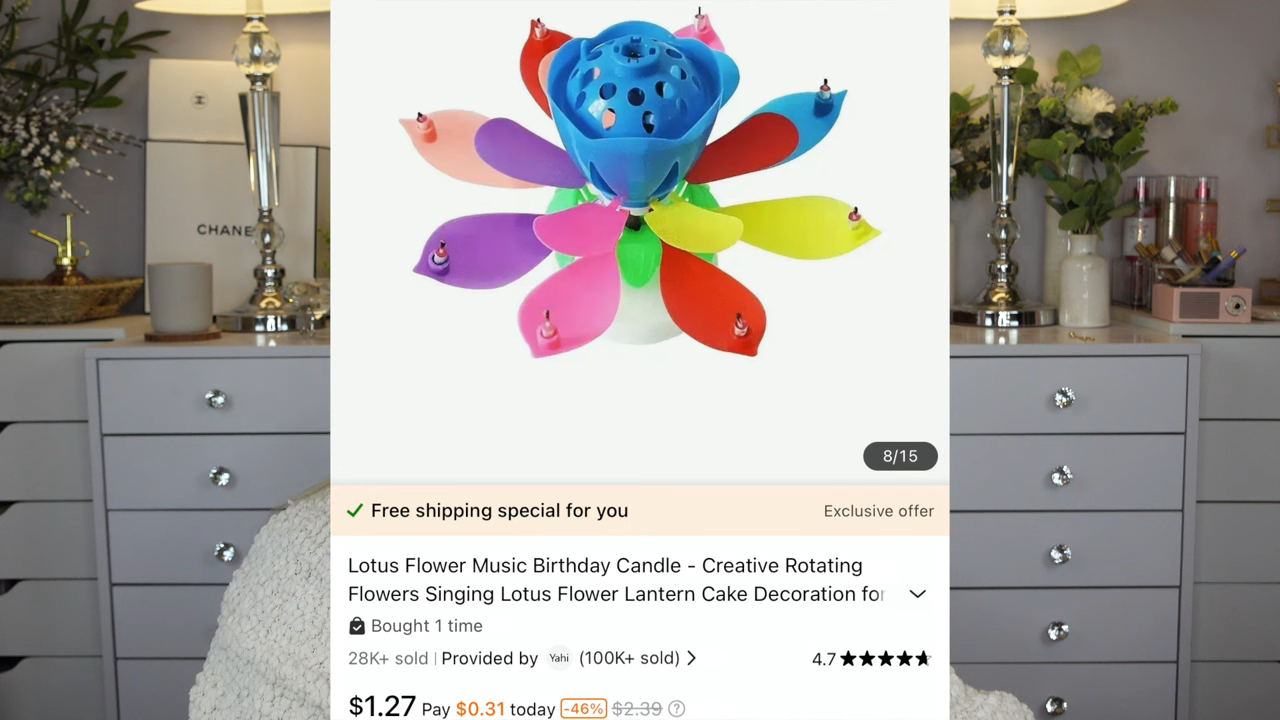 CHANE
8/15
Free shipping special for you
Exclusive offer
Lotus Flower Music Birthday Candle - Creative Rotating
Flowers Singing Lotus Flower Lantern Cake Decoration for
Bought 1 time
28K+ sold | Provided by Yahi (100K+ sold)
4.7
$1.27 Pay $0.31 today -46% $2.39 ?